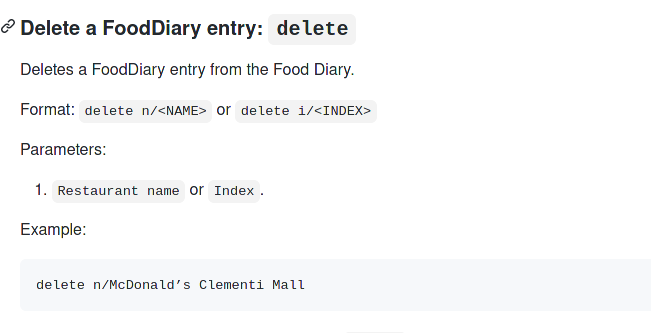 Delete a FoodDiary entry: delete
Deletes a FoodDiary entry from the Food Diary.
Format: delete n/<NAME> or delete i/<INDEX>
Parameters:
1. Restaurant name or Index.
Example:
delete n/McDonald’s Clementi Mall